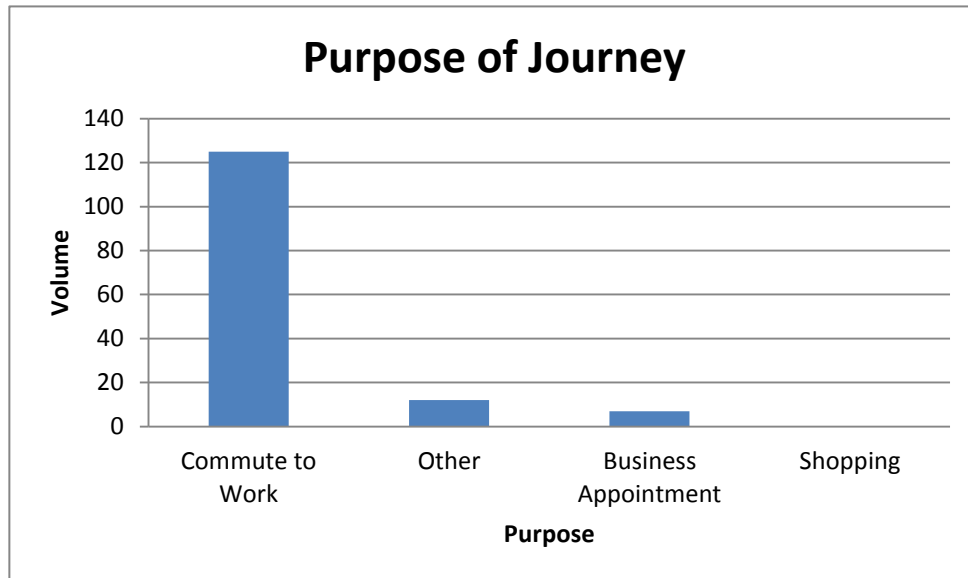 Purpose of Journey
140
120
100
80
60
40
20
0
Volume
Commute to
Work
Other
Business
Appointment
Shopping
Purpose